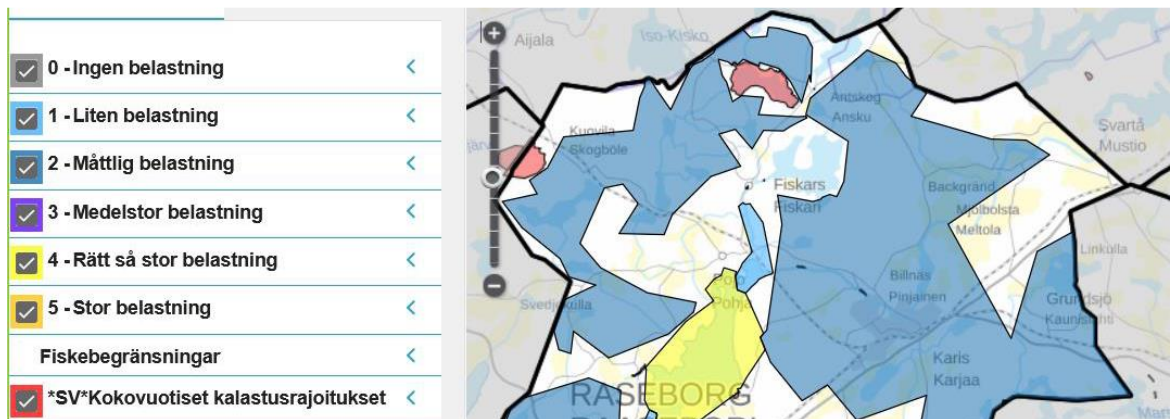 0 - Ingen belastning
1 - Liten belastning
2 - Måttlig belastning
3 - Medelstor belastning
4 - Rätt så stor belastning
5 - Stor belastning
Fiskebegränsningar
*SV*Kokovuotiset kalastusrajoitukset
Aijala
Iso-Kisko
Antskog
Ansku
Svartå
Mustio
Kuovila
Skogböle
Fiskars
Fiskari
Backgränd
Mjölbolsta
Meltola
Linkulla
Pohja
Billnäs
Pinjainen
Grundsjö
Karis
Karjaa
RASEBORG